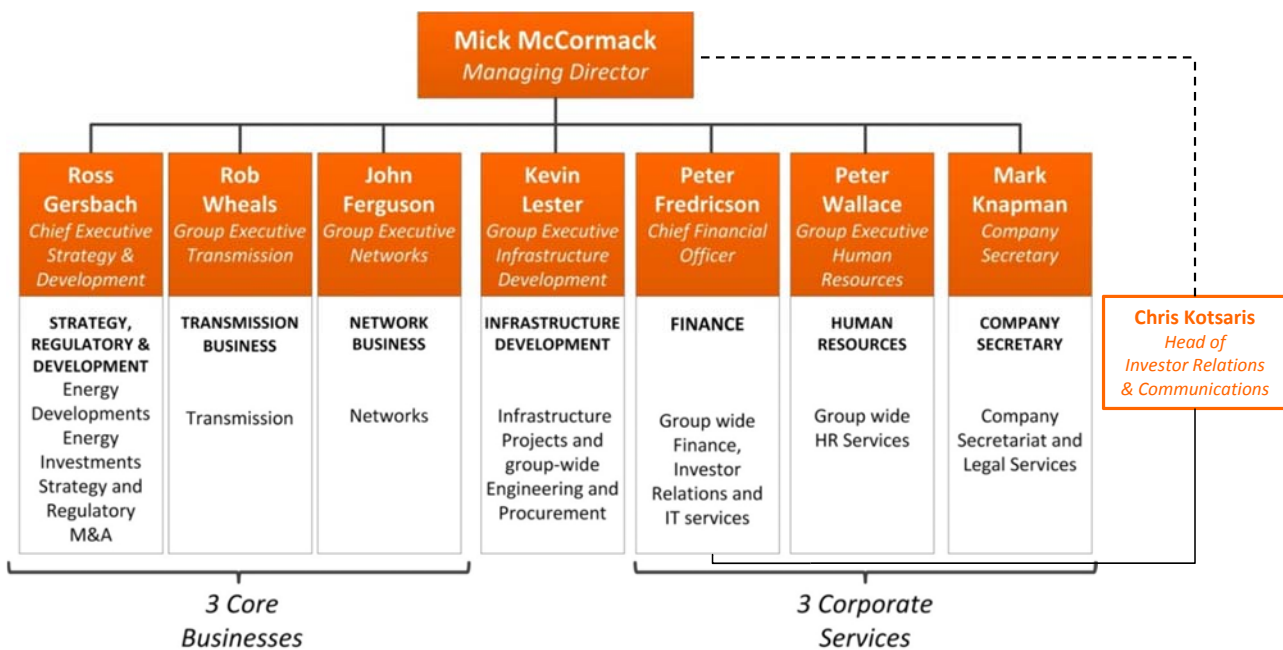 Mick McCormack
Managing Director
Ross
Gersbach
Chief Executive
Strategy &
Development
Rob
Wheals
Group Executive
Transmission
John
Ferguson
Group Executive
Networks
Kevin
Lester
Group Executive
Infrastructure
Development
Peter
Fredricson
Chief Financial
Officer
Peter
Wallace
Group Executive
Human
Resources
Mark
Knapman
Company
Secretary
STRATEGY,
REGULATORY &
DEVELOPMENT
Energy
Developments
Energy
Investments
Strategy and
Regulatory
M&A
TRANSMISSION
BUSINESS
Transmission
NETWORK
BUSINESS
Networks
INFRASTRUCTURE
DEVELOPMENT
Infrastructure
Projects and
group-wide
Engineering and
Procurement
FINANCE
Group wide
Finance,
Investor
Relations and
IT services
HUMAN
RESOURCES
Group wide
HR Services
COMPANY
SECRETARY
Company
Secretariat and
Legal Services
Chris Kotsaris
Head of
Investor Relations
& Communications
3 Core
Businesses
3 Corporate
Services